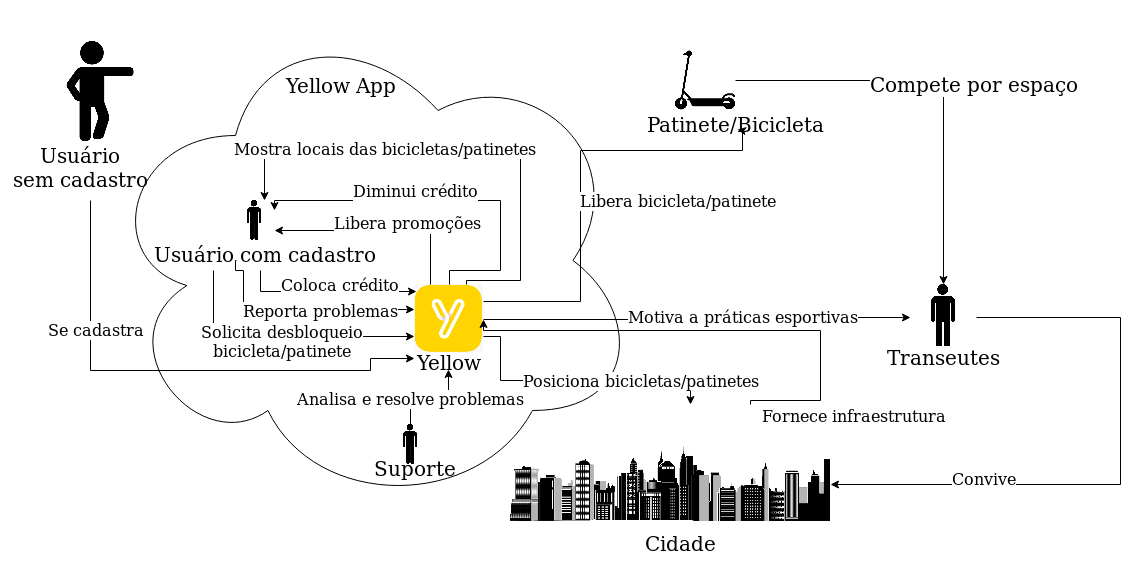 Yellow App
Compete por espaço
Patinete/Bicicleta
Usuário
sem cadastro
Mostra locais das bicicletas/patinetes
Diminui crédito
Libera bicicleta/patinete
Libera promoções
Usuário com cadastro
Coloca crédito
Reporta problemas
Motiva a práticas esportivas
Se cadastra
Solicita desbloqueio
bicicleta/patinete
Y
Yellow
Transeutes
Posiciona bicicletas/patinetes
Analisa e resolve problemas
Fornece infraestrutura
Suporte
Convive
Cidade